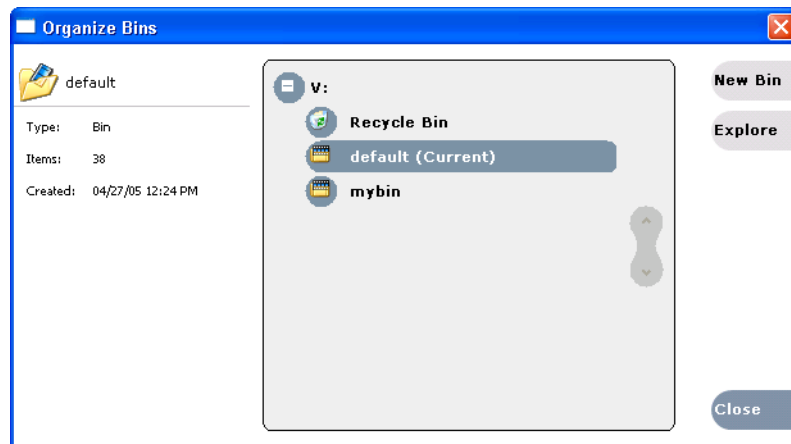 Organize Bins
default
Type: Bin
Items: 38
Created: 04/27/05 12:24 PM
V:
Recycle Bin
default (Current)
mybin
New Bin
Explore
Close